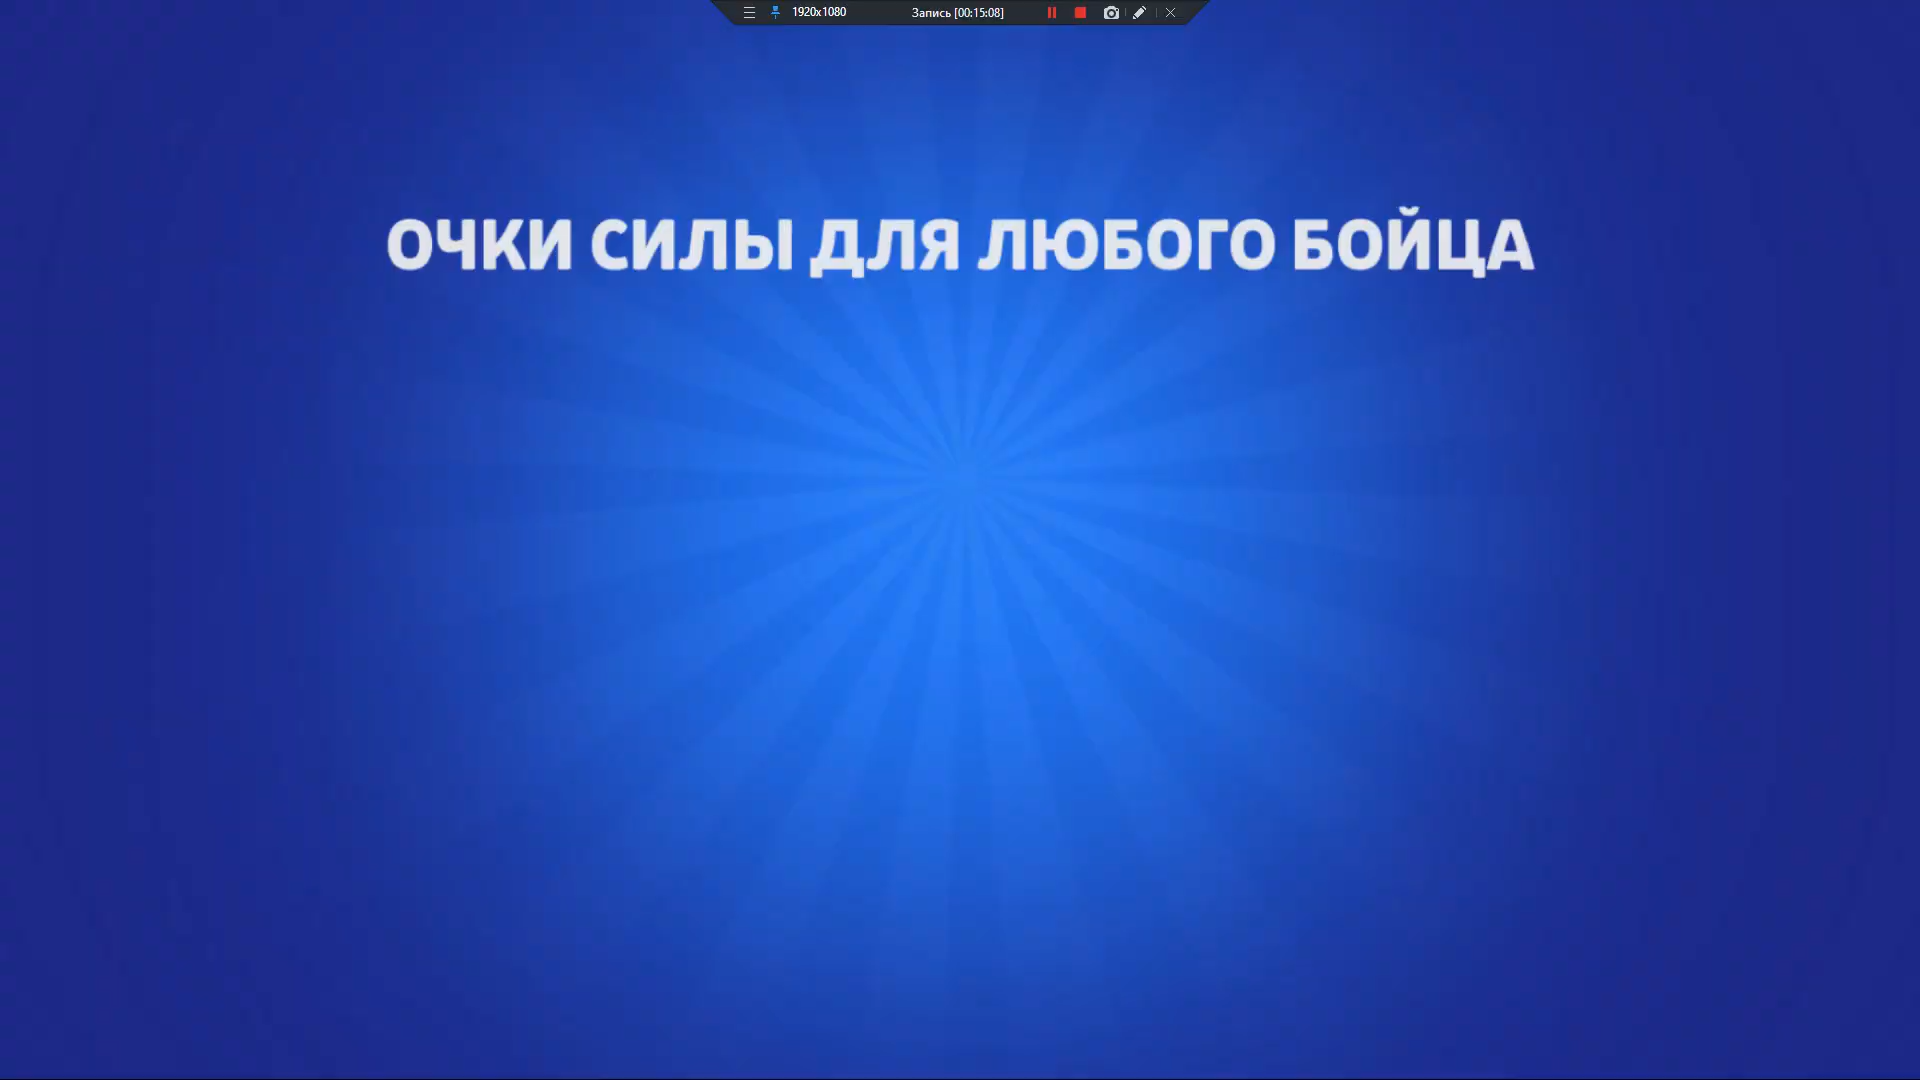 1920x1080 Запись [00:15:08]
ОЧКИ СИЛЫ ДЛЯ ЛЮБОГО БОЙЦА